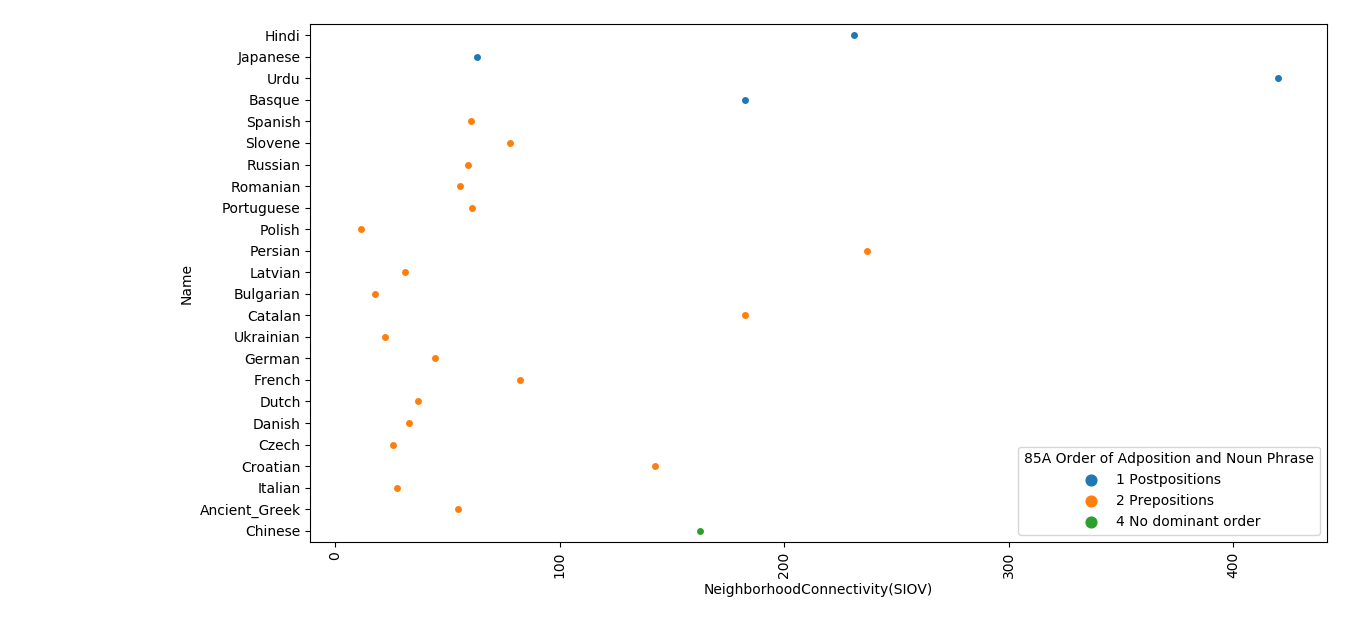 Hindi
Japanese
Urdu
Basque
Spanish
Slovene
Russian
Romanian
Portuguese
Polish
Persian
Latvian
Bulgarian
Catalan
Ukrainian
German
French
Dutch
Danish
Czech
Croatian
Italian
Ancient_Greek
Chinese
Name
85A Order of Adposition and Noun Phrase
1 Postpositions
2 Prepositions
4 No dominant order
0
100
200
300
400
NeighborhoodConnectivity(SIOV)